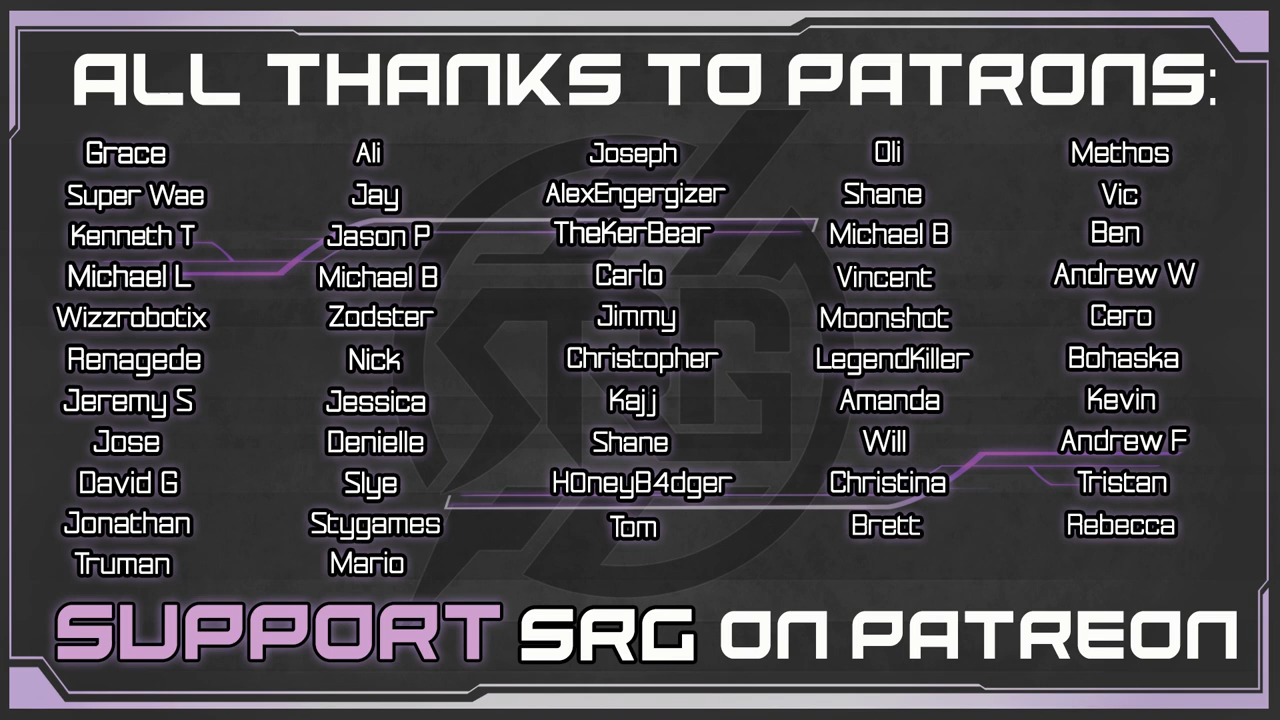 ALL THANKS TO PATRONS:
Grace Ali Joseph Oli Methos
Super Wae Jay AlexEngergizer Shane Vic
Kenneth T Jason P TheKerBear Michael B Ben
Michael L Michael B Carlo Vincent Andrew W
Wizzrobotix Zodster Jimmy Moonshot Cero
Renagede Nick Christopher LegendKiller Bohaska
Jeremy S Jessica Kajj Amanda Kevin
Jose Denielle Shane Will Andrew F
David G Slye H0neyB4dger Christina Tristan
Jonathan Stygames Tom Brett Rebecca
Truman Mario
SUPPORT SRG ON PATREON